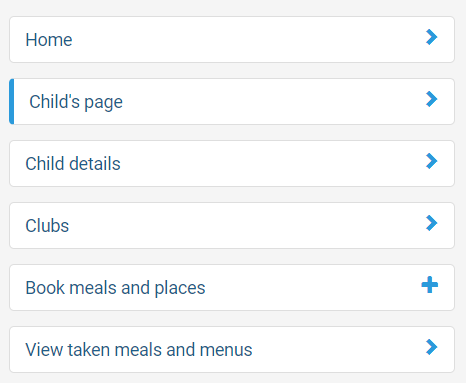 Home
Child's page
Child details
Clubs
Book meals and places
View taken meals and menus